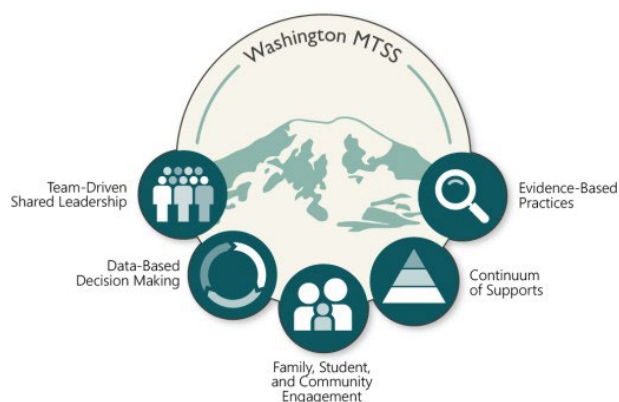 Washington MTSS
Team-Driven
Shared Leadership
Evidence-Based
Practices
Data-Based
Decision Making
Continuum
of Supports
Family, Student,
and Community
Engagement